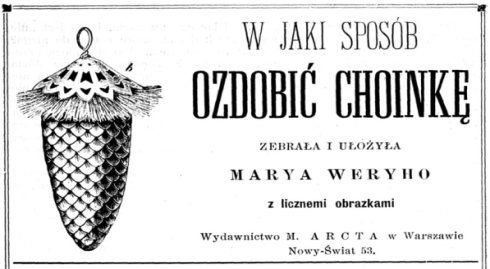 W JAKI SPOSÓB
OZDOBIĆ CHOINKĘ
ZEBRAŁA I UŁOŻYŁA
MARYA WERYHO
z licznemi obrazkami
Wydawnictwo M. ARCTA w Warszawie
Nowy-Świat 53.